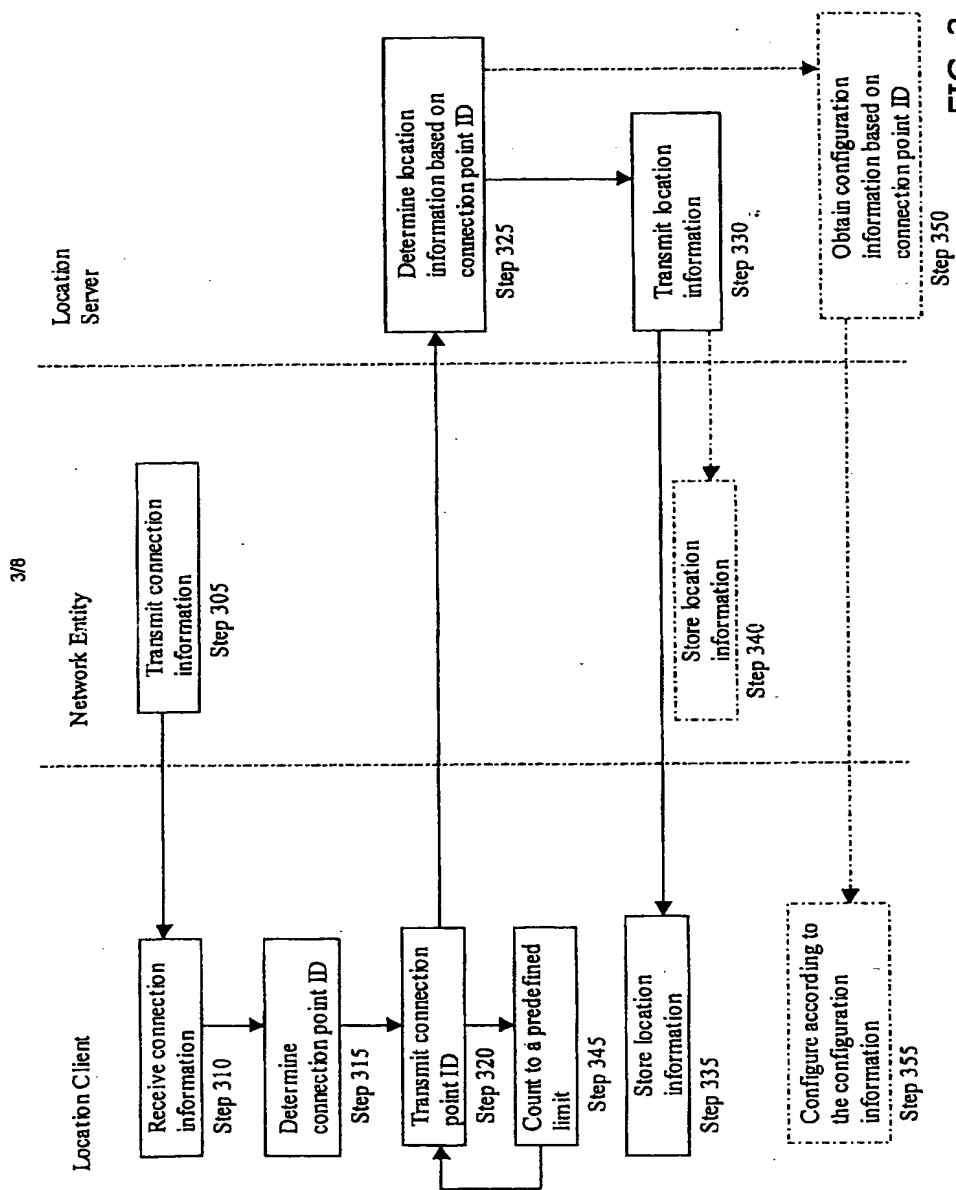 3/8
Location Client
Network Entity
Location
Server
Transmit connection
information
Step 305
Receive connection
information
Step 310
Determine
connection point ID
Step 315
Transmit connection
point ID
Step 320
Count to a predefined
limit
Step 345
Determine location
information based on
connection point ID
Step 325
Transmit location
information
Step 330
Store location
information
Step 335
Store location
information
Step 340
Obtain configuration
information based on
connection point ID
Step 350
Configure according to
the configuration
information
Step 355